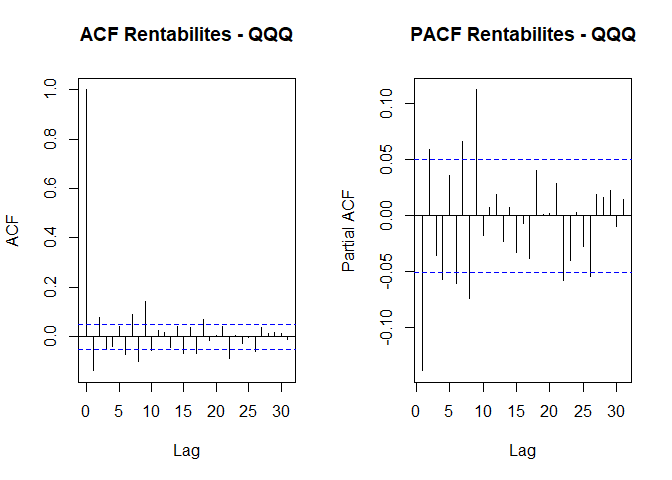 ACF Rentabilites - QQQ
ACF
1.0
0.8
0.6
0.4
0.2
0.0
0 5 10 15 20 25 30
Lag
PACF Rentabilites - QQQ
Partial ACF
0.10
0.05
0.00
-0.05
-0.10
0 5 10 15 20 25 30
Lag